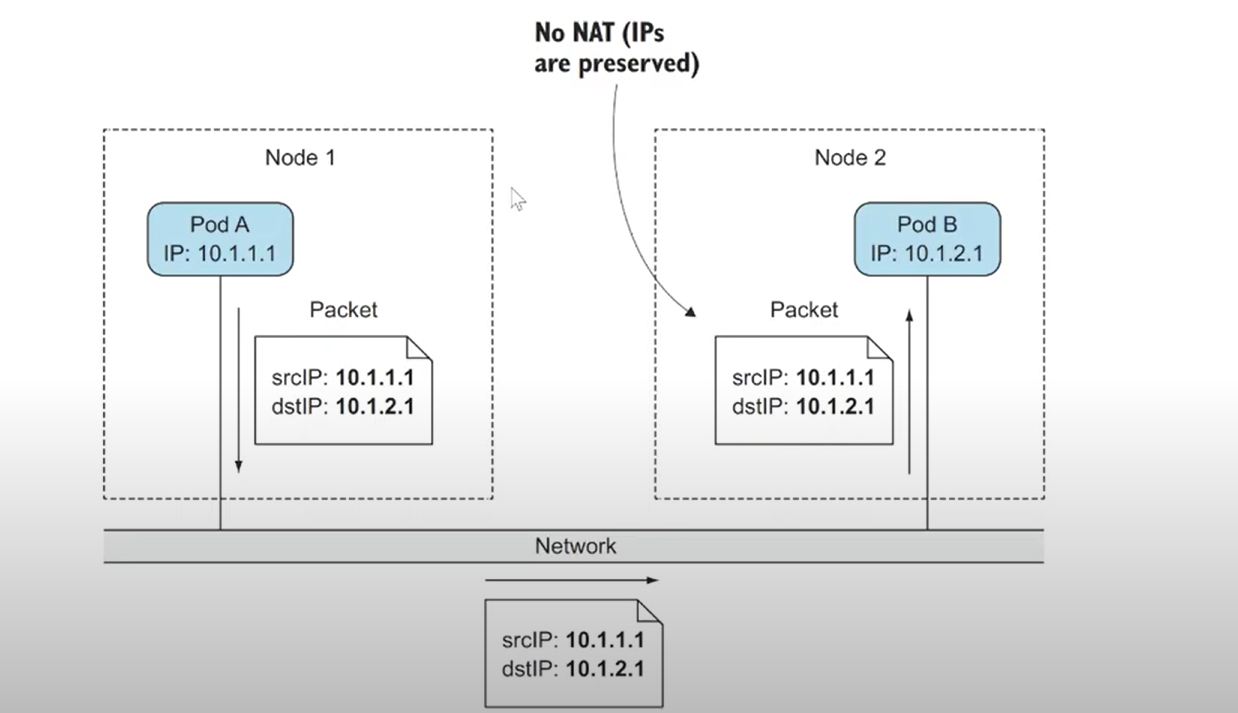 No NAT (IPs
are preserved)
Node 1
Node 2
Pod A
IP: 10.1.1.1
Pod B
IP: 10.1.2.1
Packet
srcIP: 10.1.1.1
dstIP: 10.1.2.1
Packet
srcIP: 10.1.1.1
dstIP: 10.1.2.1
Network
srcIP: 10.1.1.1
dstIP: 10.1.2.1